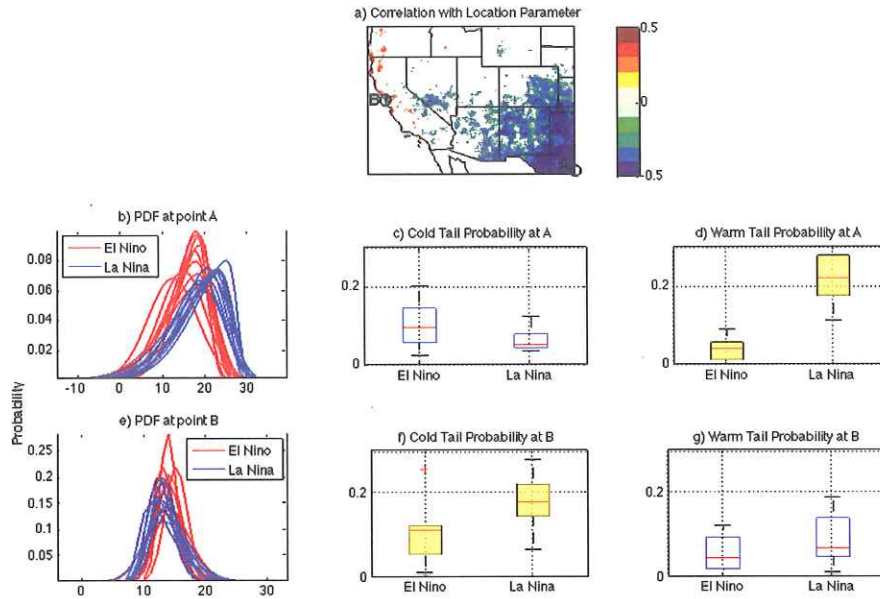 a) Correlation with Location Parameter
0.5
B
0
A
-0.5
b) PDF at point A
El Nino
La Nina
0.08
0.06
0.04
0.02
-10 0 10 20 30
c) Cold Tail Probability at A
0.2
0
El Nino La Nina
d) Warm Tail Probability at A
0.2
0
El Nino La Nina
Probability
e) PDF at point B
El Nino
La Nina
0.25
0.2
0.15
0.1
0.05
0 10 20 30
f) Cold Tail Probability at B
0.2
0
El Nino La Nina
g) Warm Tail Probability at B
0.2
0
El Nino La Nina